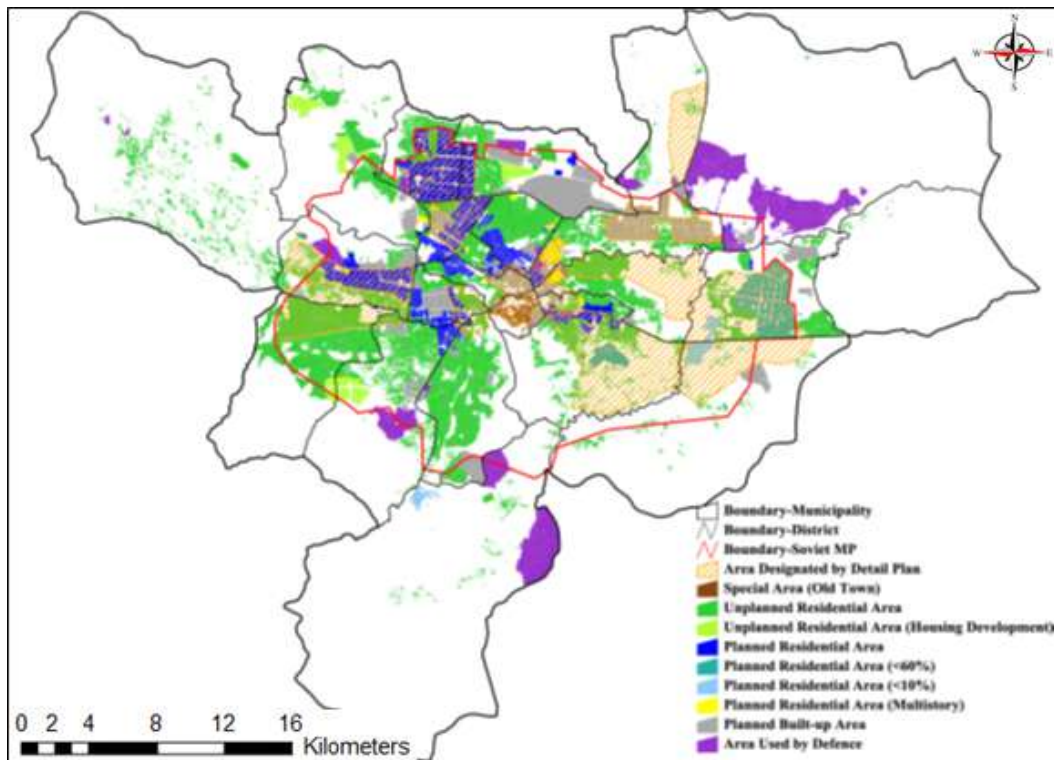 N
W E
S
Boundary-Municipality
Boundary-District
Boundary-Soviet MP
Area Designated by Detail Plan
Special Area (Old Town)
Unplanned Residential Area
Unplanned Residential Area (Housing Development)
Planned Residential Area
Planned Residential Area (<60%)
Planned Residential Area (<10%)
Planned Residential Area (Multistory)
Planned Built-up Area
Area Used by Defence
0 2 4 8 12 16
Kilometers